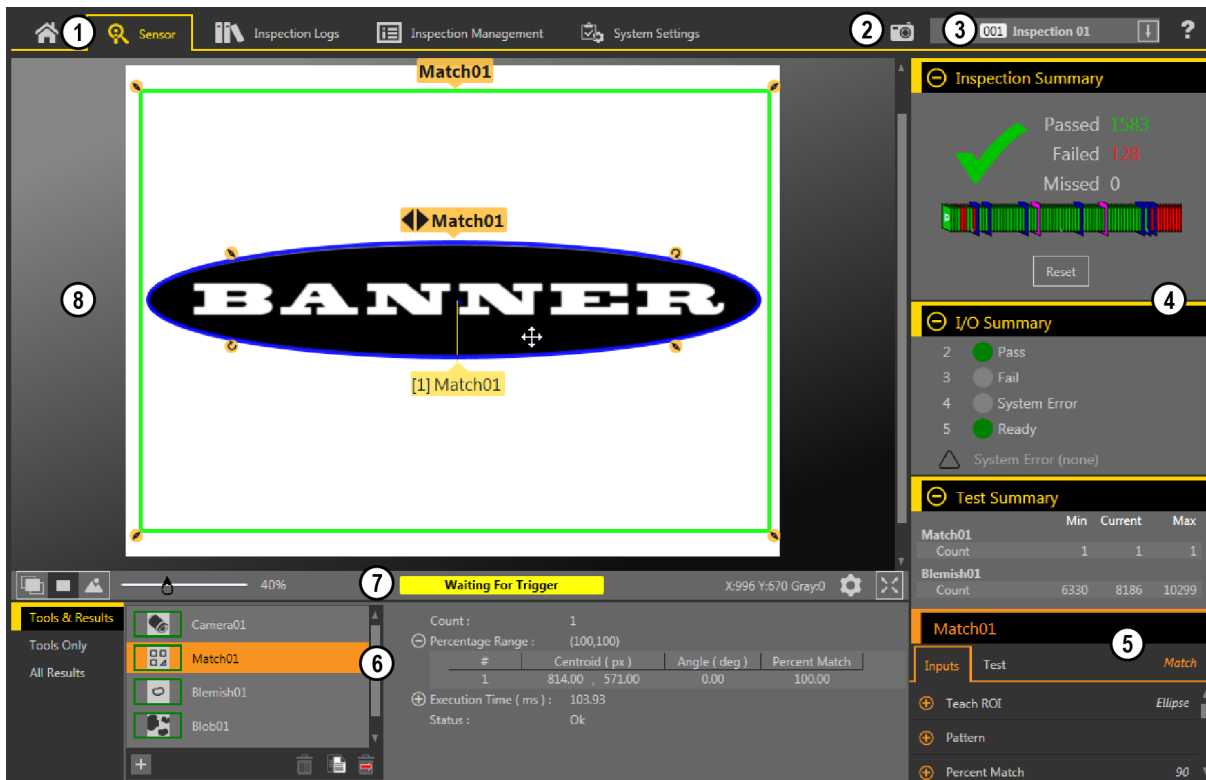 1 Sensor Inspection Logs Inspection Management System Settings 2 3 001 Inspection 01 ?
Match01
Match01
BANNER
[1] Match01
8
Inspection Summary
Passed 1583
Failed 128
Missed 0
Reset
4
I/O Summary
2 Pass
3 Fail
4 System Error
5 Ready
System Error (none)
Test Summary
Min Current Max
Match01
Count 1 1 1
Blemish01
Count 6330 8186 10299
40% 7 Waiting For Trigger X:996 Y:670 Gray:0
Tools & Results
Tools Only
All Results
Camera01
Match01 6
Blemish01
Blob01
Count : 1
Percentage Range : (100,100)
# Centroid ( px ) Angle ( deg ) Percent Match
1 814.00 , 571.00 0.00 100.00
Execution Time ( ms ) : 103.93
Status : Ok
Match01
5
Inputs Test Match
Teach ROI Ellipse
Pattern
Percent Match 90